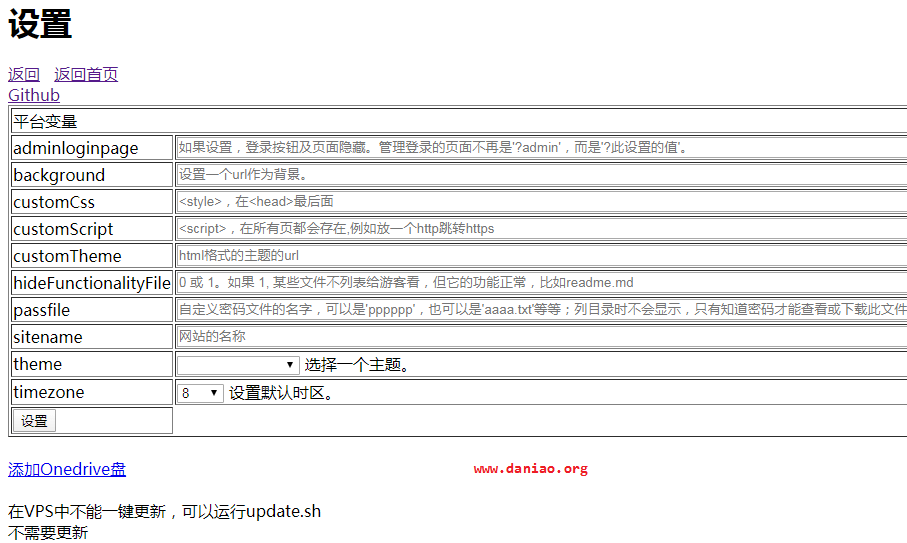 设置
返回 返回首页
Github
平台变量
adminloginpage 如果设置，登录按钮及页面隐藏。管理登录的页面不再是'?admin'，而是'?此设置的值'。
background 设置一个url作为背景。
customCss <style>，在<head>最后面
customScript <script>，在所有页都会存在,例如放一个http跳转https
customTheme html格式的主题的url
hideFunctionalityFile 0 或 1。如果 1, 某些文件不列表给游客看，但它的功能正常，比如readme.md
passfile 自定义密码文件的名字，可以是'pppppp'，也可以是'aaaa.txt'等等；列目录时不会显示，只有知道密码才能查看或下载此文件
sitename 网站的名称
theme 选择一个主题。
timezone 8 设置默认时区。
设置
添加Onedrive盘
www.daniao.org
在VPS中不能一键更新，可以运行update.sh
不需要更新